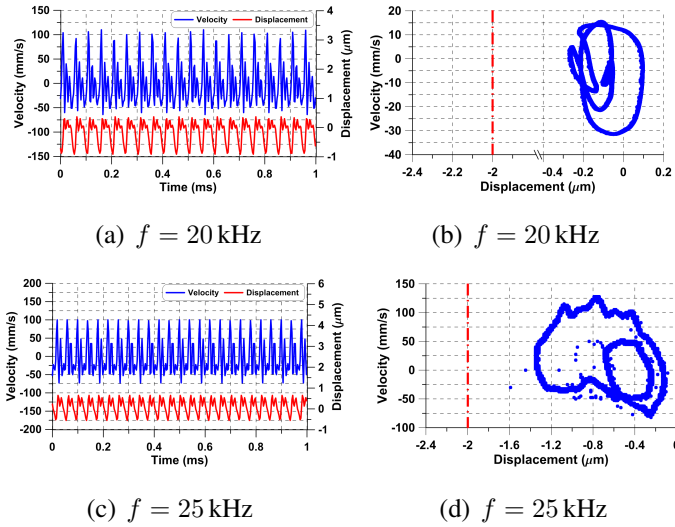 Velocity Displacement
150 100 50 0 -50 -100 -150
Velocity (mm/s)
4 3 2 1 0 -1
Displacement (μm)
0 0.2 0.4 0.6 0.8 1
Time (ms)
20 10 0 -10 -20 -30 -40
Velocity (mm/s)
-2.4 -2 -0.4 -0.2 0 0.2
Displacement (μm)
(a) f = 20 kHz
(b) f = 20 kHz
Velocity Displacement
200 150 100 50 0 -50 -100 -150 -200
Velocity (mm/s)
6 5 4 3 2 1 0 -1
Displacement (μm)
0 0.2 0.4 0.6 0.8 1
Time (ms)
150 100 50 0 -50 -100
Velocity (mm/s)
-2.4 -2 -1.6 -1.2 -0.8 -0.4 0
Displacement (μm)
(c) f = 25 kHz
(d) f = 25 kHz